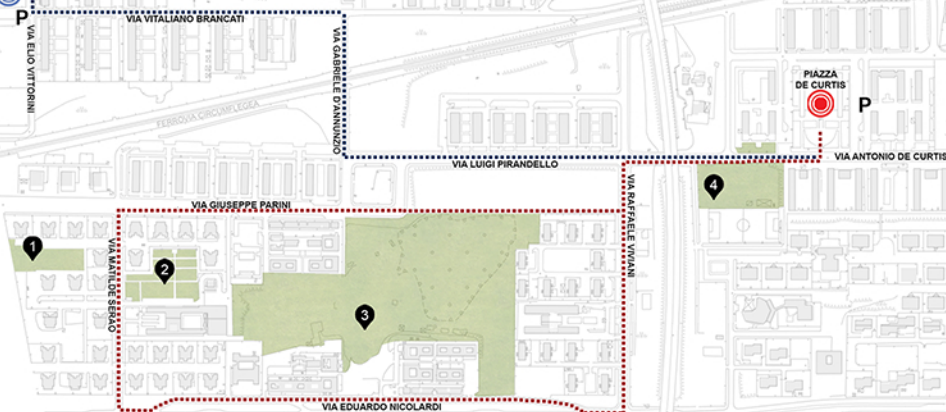 P
VIA VITALIANO BRANCATI
VIA ELIO VITTORINI
VIA GABRIELE D'ANNUNZIO
PIAZZA
DE CURTIS
P
FERROVIA CIRCUMFLEGEA
VIA LUIGI PIRANDELLO
VIA ANTONIO DE CURTIS
4
VIA RAFFAELE VIVIANI
VIA GIUSEPPE PARINI
1
VIA MATILDE SERAO
2
3
VIA EDUARDO NICOLARDI